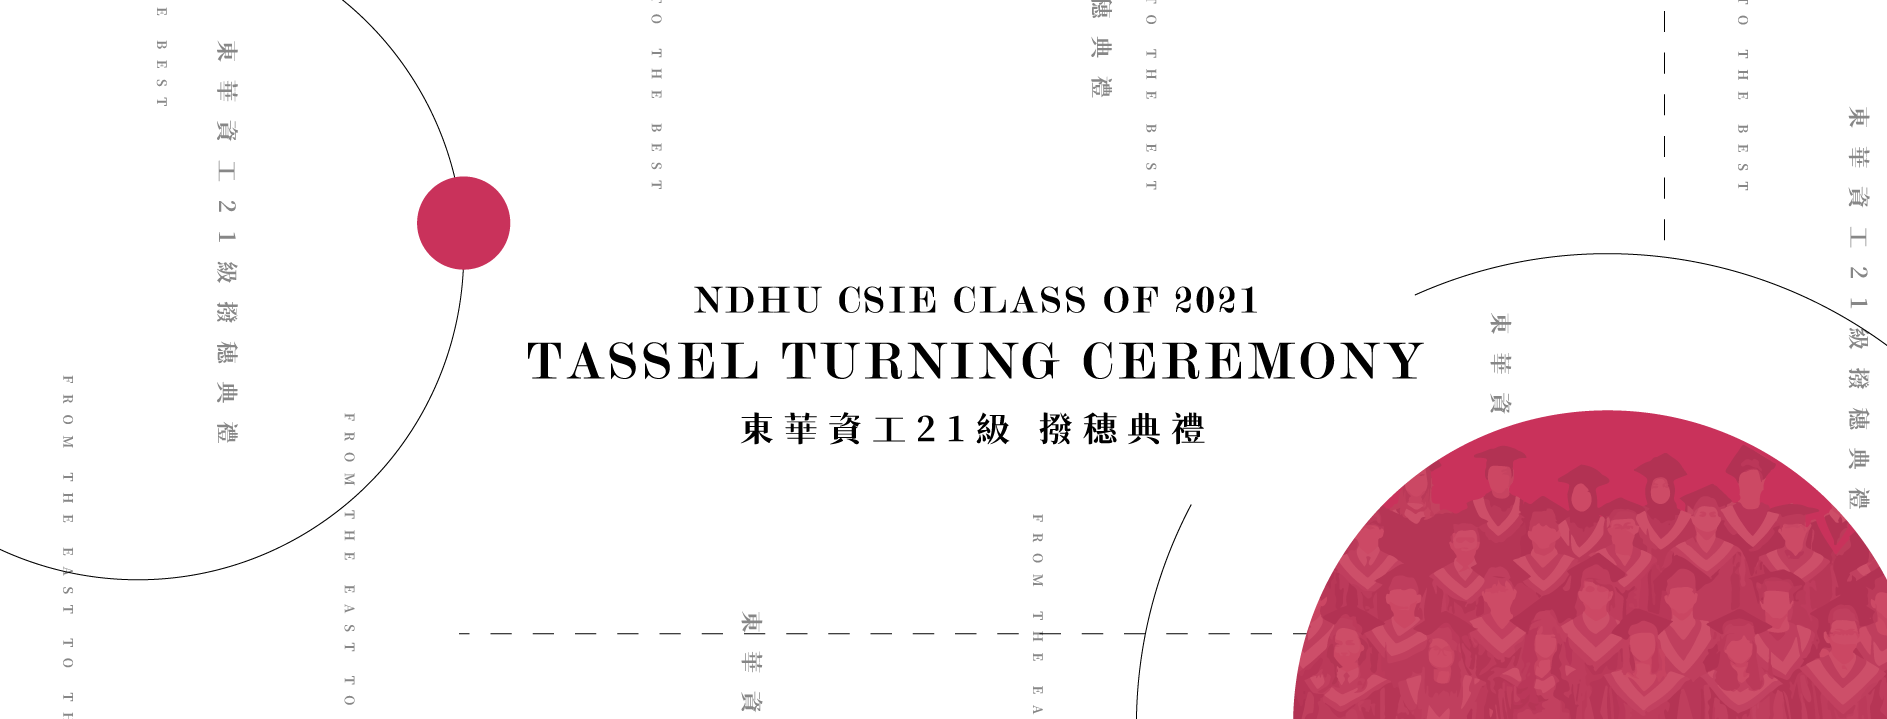 NDHU CSIE CLASS OF 2021
TASSEL TURNING CEREMONY
東華資工21級 撥穗典禮
E BEST
東華資工21級撥穗典禮
FROM THE EAST TO TH
FROM THE EAST TO
TO THE BEST
東華資
穗典禮
TO THE BEST
FROM THE EA
東華資
TO THE BEST
東華資工21級撥穗典禮